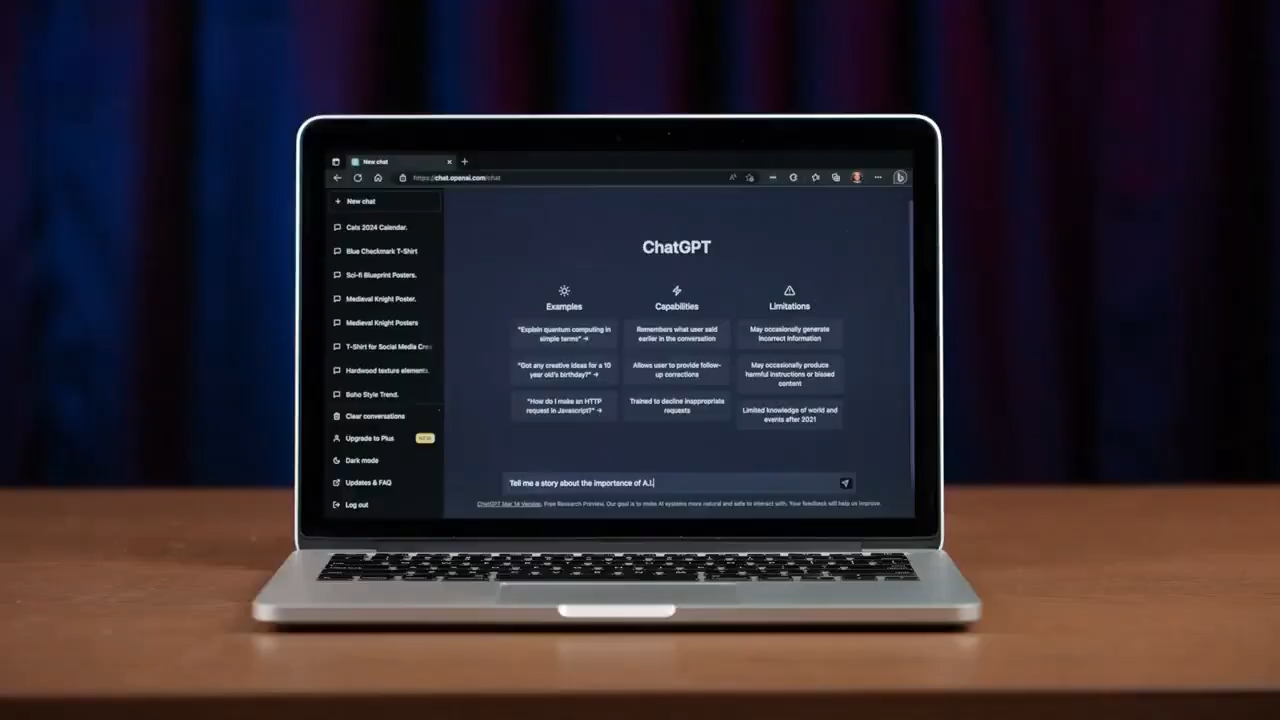 New chat
https://chat.openai.com/chat
New chat
Cats 2024 Calendar.
Blue Checkmark T-Shirt
Sci-fi Blueprint Posters.
Medieval Knight Poster.
Medieval Knight Posters
T-Shirt for Social Media Cre
Hardwood texture elements.
Boho Style Trend.
Clear conversations
Upgrade to Plus
NEW
Dark mode
Updates & FAQ
Log out
ChatGPT
Examples
"Explain quantum computing in
simple terms" →
"Got any creative ideas for a 10
year old's birthday?" →
"How do I make an HTTP
request in Javascript?" →
Capabilities
Remembers what user said
earlier in the conversation
Allows user to provide follow-
up corrections
Trained to decline inappropriate
requests
Limitations
May occasionally generate
incorrect information
May occasionally produce
harmful instructions or biased
content
Limited knowledge of world and
events after 2021
Tell me a story about the importance of A.I.
ChatGPT Mar 14 Version. Free Research Preview. Our goal is to make AI systems more natural and safe to interact with. Your feedback will help us improve.